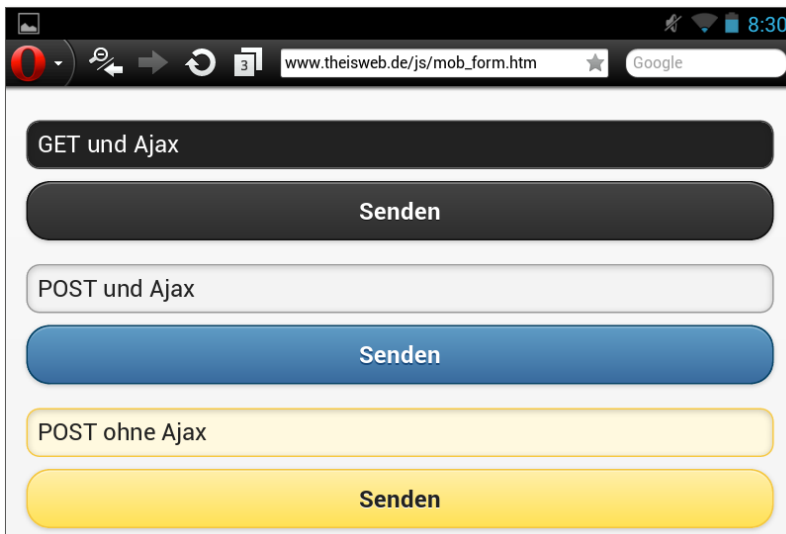 8:30
3
www.theisweb.de/js/mob_form.htm
Google
GET und Ajax
Senden
POST und Ajax
Senden
POST ohne Ajax
Senden